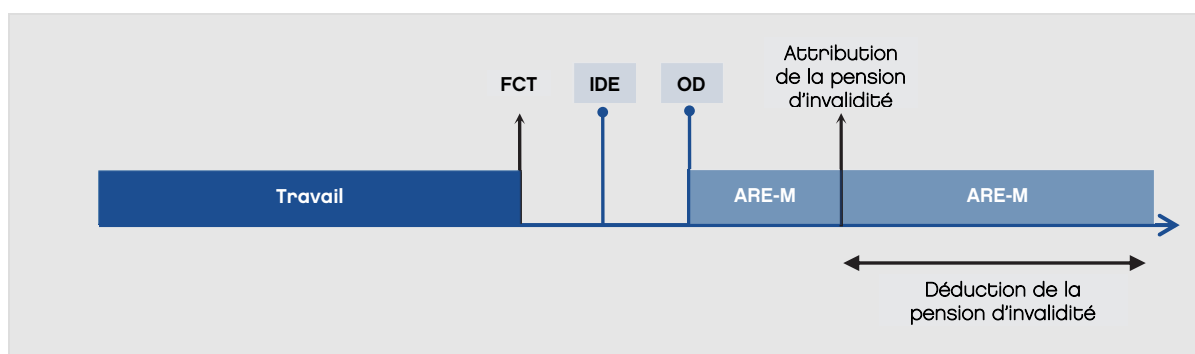 Attribution
de la pension
d'invalidité
FCT
IDE
OD
Travail
ARE-M
ARE-M
Déduction de la
pension d'invalidité